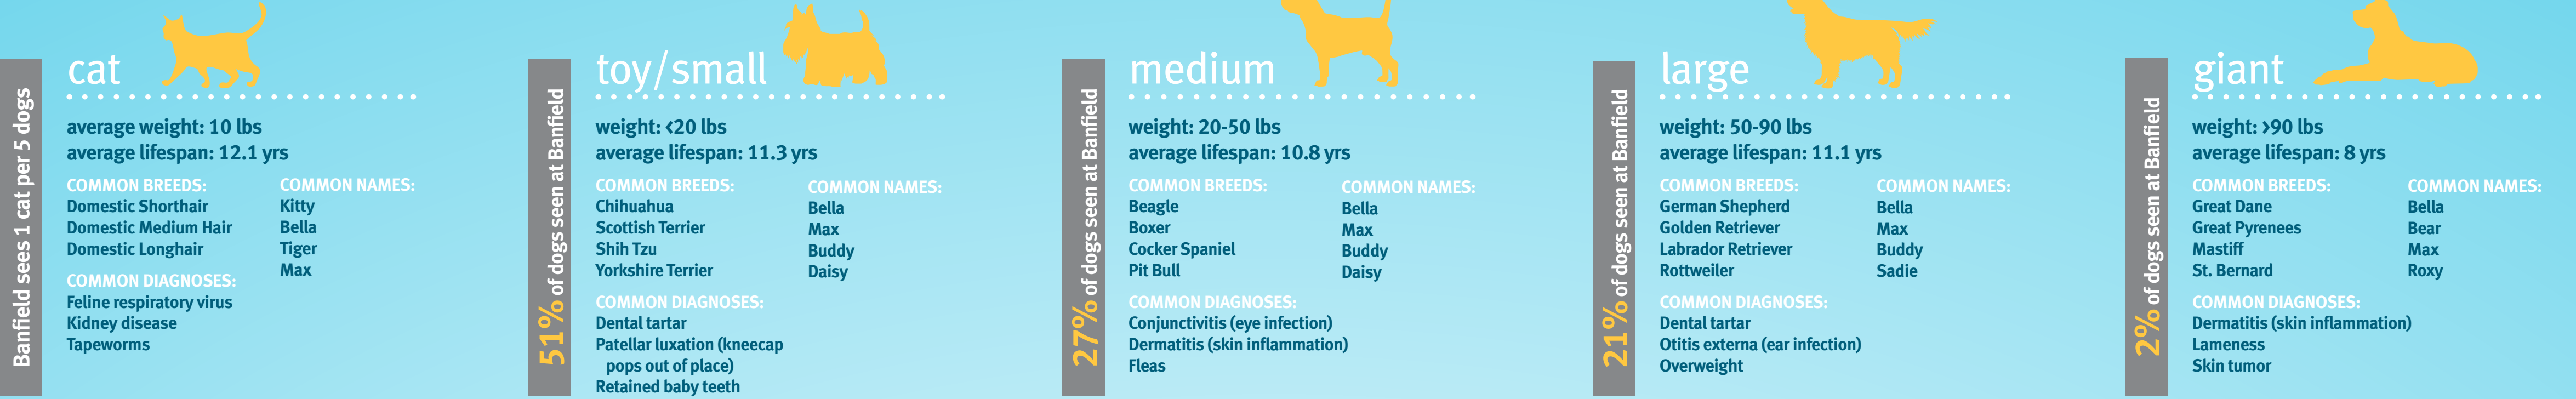 Banfield sees 1 cat per 5 dogs
cat
average weight: 10 lbs
average lifespan: 12.1 yrs
COMMON BREEDS:
Domestic Shorthair
Domestic Medium Hair
Domestic Longhair
COMMON NAMES:
Kitty
Bella
Tiger
Max
COMMON DIAGNOSES:
Feline respiratory virus
Kidney disease
Tapeworms
51% of dogs seen at Banfield
toy/small
weight: <20 lbs
average lifespan: 11.3 yrs
COMMON BREEDS:
Chihuahua
Scottish Terrier
Shih Tzu
Yorkshire Terrier
COMMON NAMES:
Bella
Max
Buddy
Daisy
COMMON DIAGNOSES:
Dental tartar
Patellar luxation (kneecap
pops out of place)
Retained baby teeth
27% of dogs seen at Banfield
medium
weight: 20-50 lbs
average lifespan: 10.8 yrs
COMMON BREEDS:
Beagle
Boxer
Cocker Spaniel
Pit Bull
COMMON NAMES:
Bella
Max
Buddy
Daisy
COMMON DIAGNOSES:
Conjunctivitis (eye infection)
Dermatitis (skin inflammation)
Fleas
21% of dogs seen at Banfield
large
weight: 50-90 lbs
average lifespan: 11.1 yrs
COMMON BREEDS:
German Shepherd
Golden Retriever
Labrador Retriever
Rottweiler
COMMON NAMES:
Bella
Max
Buddy
Sadie
COMMON DIAGNOSES:
Dental tartar
Otitis externa (ear infection)
Overweight
2% of dogs seen at Banfield
giant
weight: >90 lbs
average lifespan: 8 yrs
COMMON BREEDS:
Great Dane
Great Pyrenees
Mastiff
St. Bernard
COMMON NAMES:
Bella
Bear
Max
Roxy
COMMON DIAGNOSES:
Dermatitis (skin inflammation)
Lameness
Skin tumor